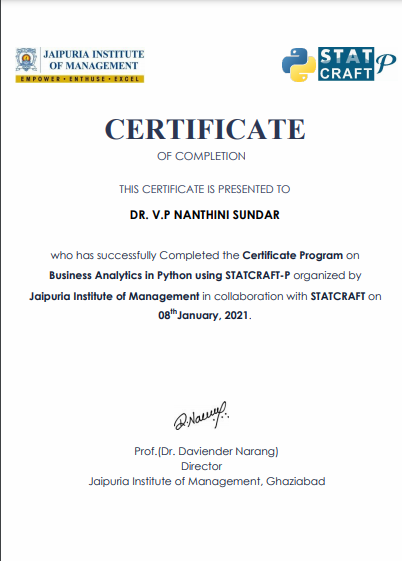 JAIPURIA INSTITUTE
OF MANAGEMENT
EMPOWER • ENTHUSE • EXCEL
STAT
CRAFT
P
CERTIFICATE
OF COMPLETION
THIS CERTIFICATE IS PRESENTED TO
DR. V.P NANTHINI SUNDAR
who has successfully Completed the Certificate Program on
Business Analytics in Python using STATCRAFT-P organized by
Jaipuria Institute of Management in collaboration with STATCRAFT on
08th January, 2021.
Prof.(Dr. Daviender Narang)
Director
Jaipuria Institute of Management, Ghaziabad